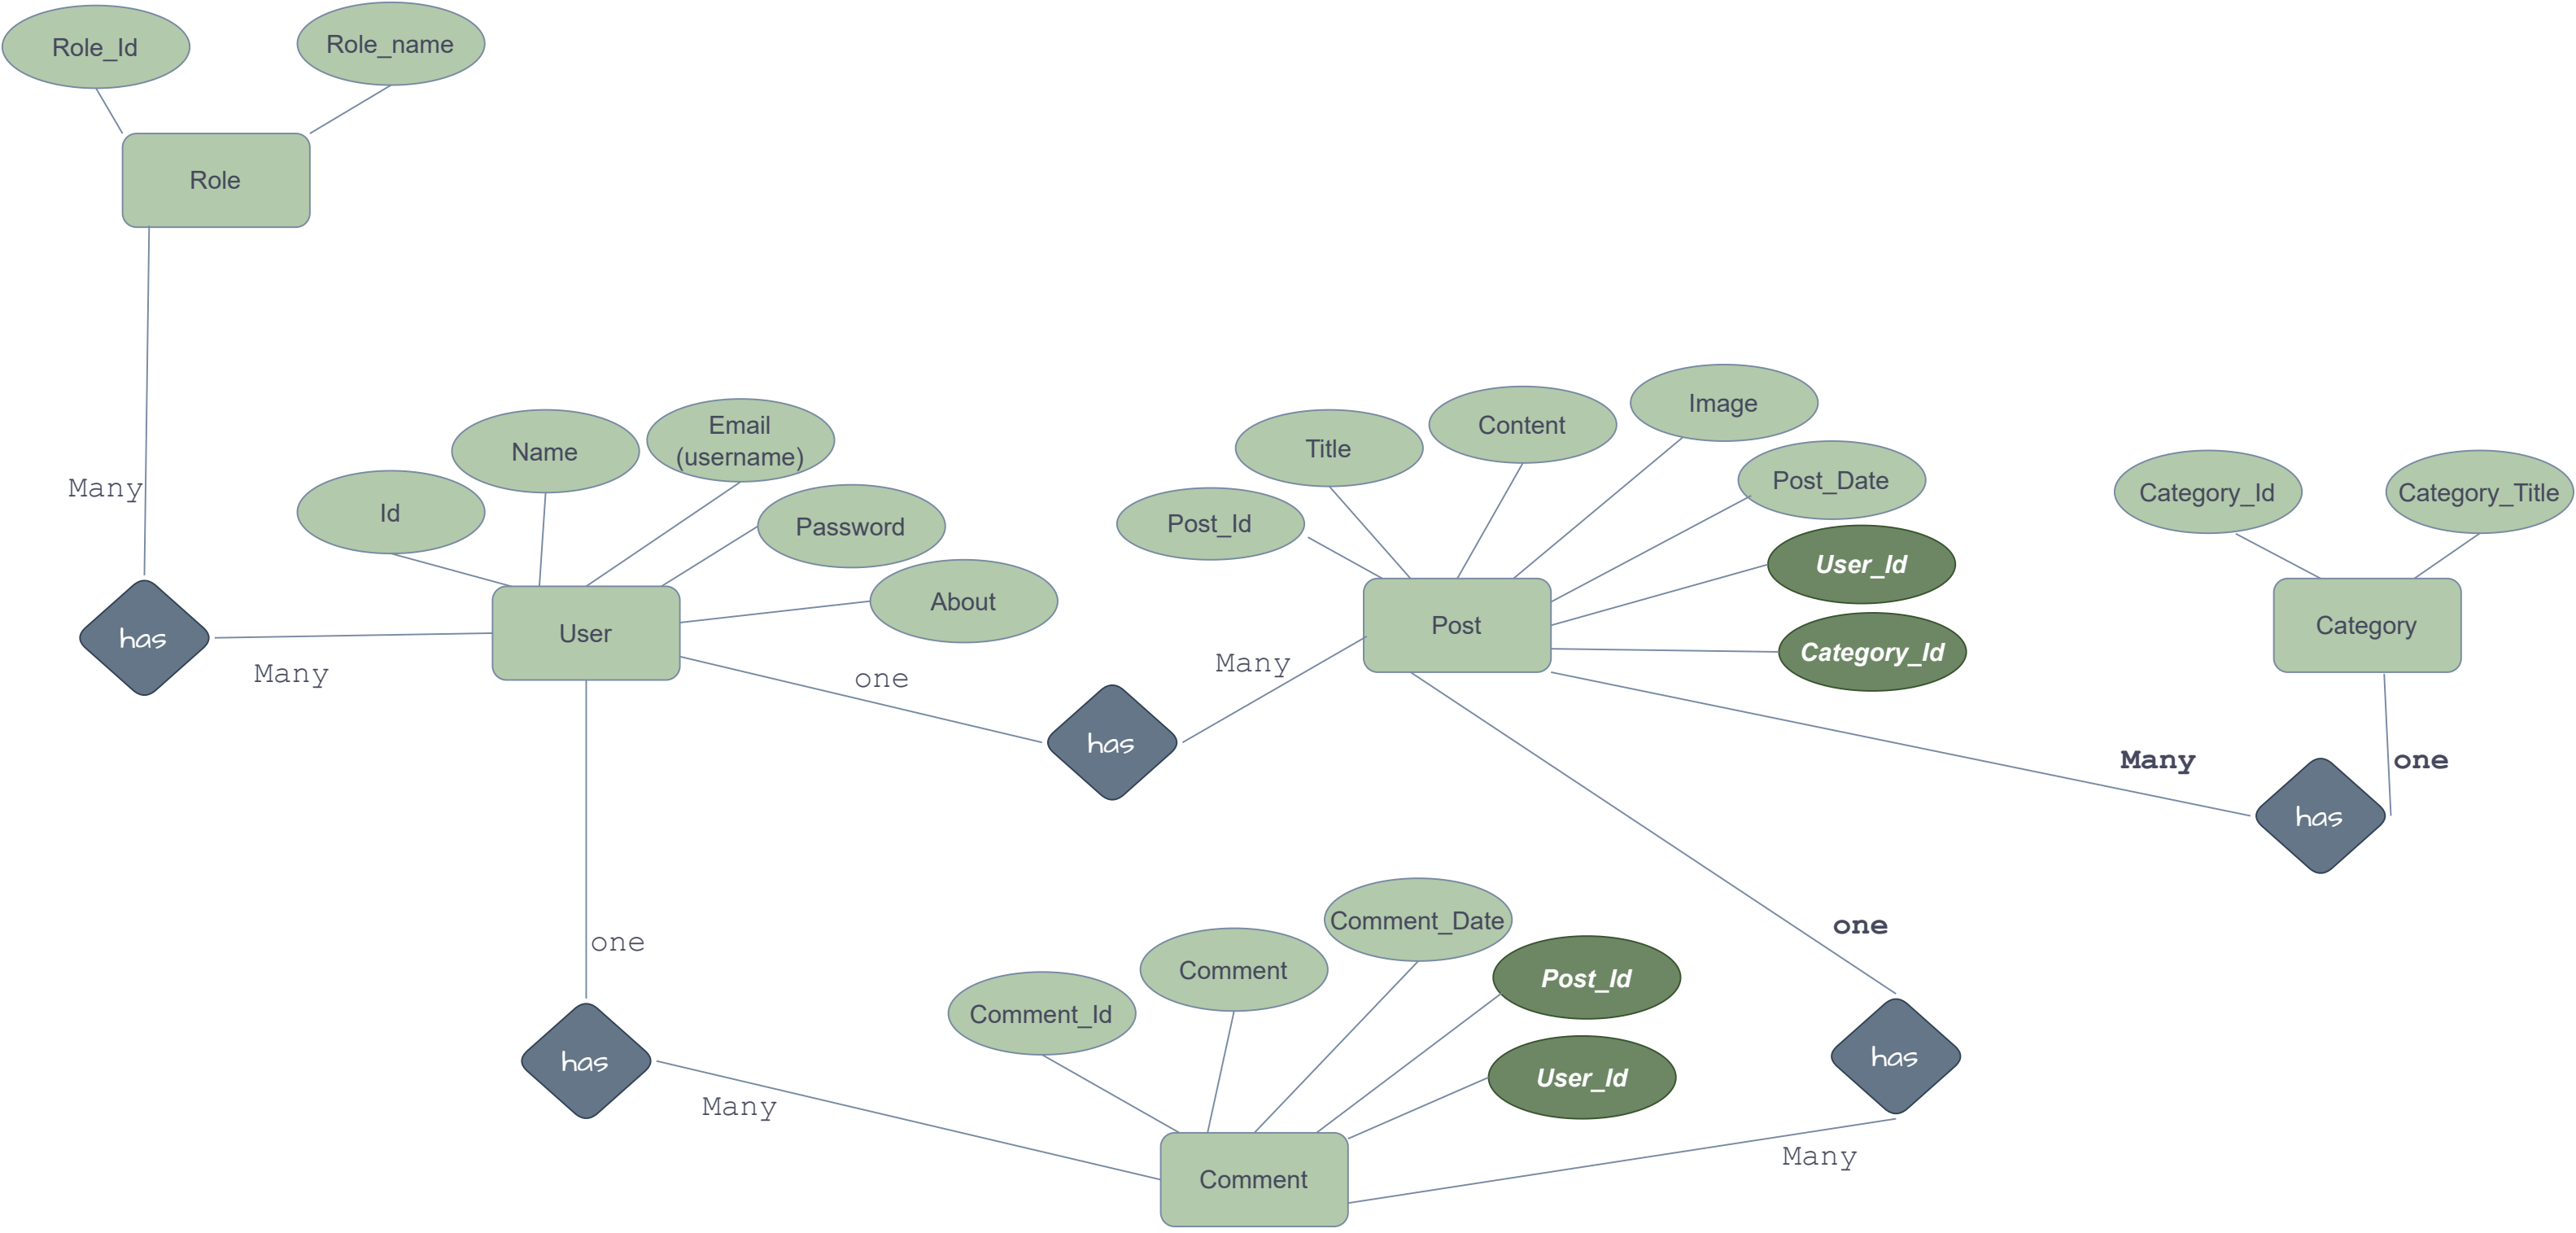 Role_Id
Role_name
Role
Many
has
Many
Id
Name
Email
(username)
Password
About
User
one
has
Many
Post_Id
Title
Content
Image
Post_Date
User_Id
Category_Id
Post
Category_Id
Category_Title
Category
Many
one
has
one
has
Many
one
has
Many
Comment_Id
Comment
Comment_Date
Post_Id
User_Id
Comment